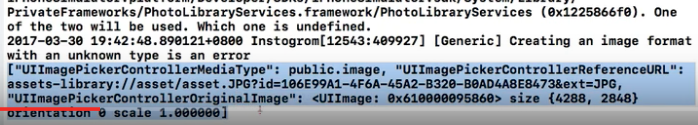 PrivateFrameworks/PhotoLibraryServices.framework/PhotoLibraryServices (0x1225866f0). One
of the two will be used. Which one is undefined.
2017-03-30 19:42:48.890121+0800 Instogrom[12543:409927] [Generic] Creating an image format
with an unknown type is an error
["UIImagePickerControllerMediaType": public.image, "UIImagePickerControllerReferenceURL":
assets-library://asset/asset.JPG?id=106E99A1-4F6A-45A2-B320-B0AD4A8E8473&ext=JPG,
"UIImagePickerControllerOriginalImage": <UIImage: 0x610000095860> size {4288, 2848}
orientation 0 scale 1.000000]